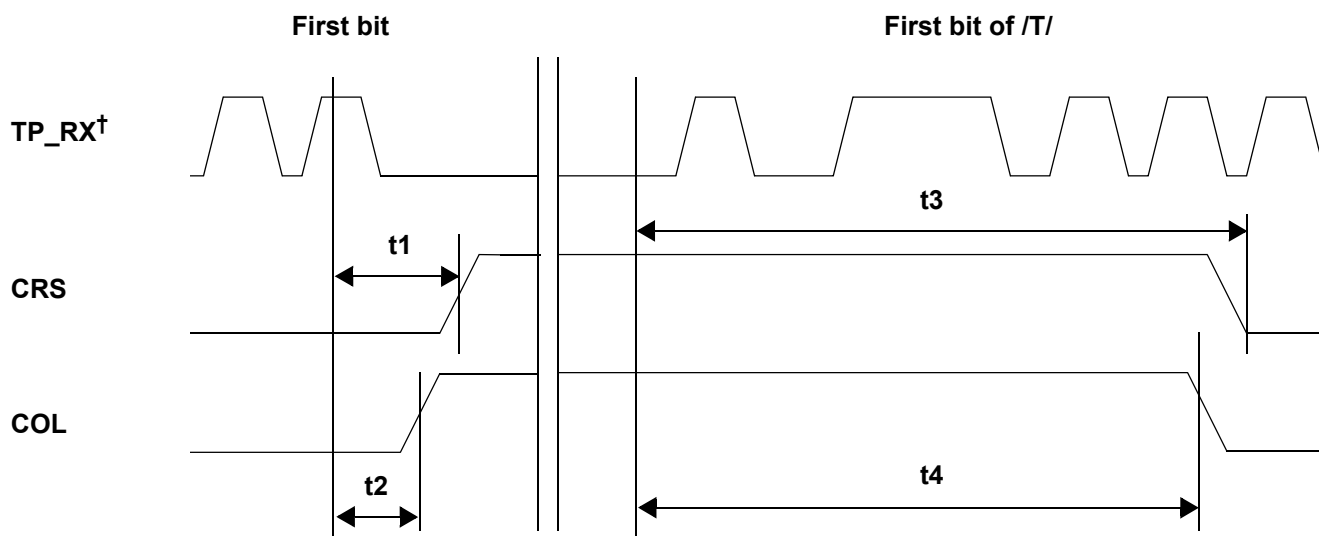 First bit
First bit of /T/
TP_RX†
t3
t1
CRS
COL
t2
t4